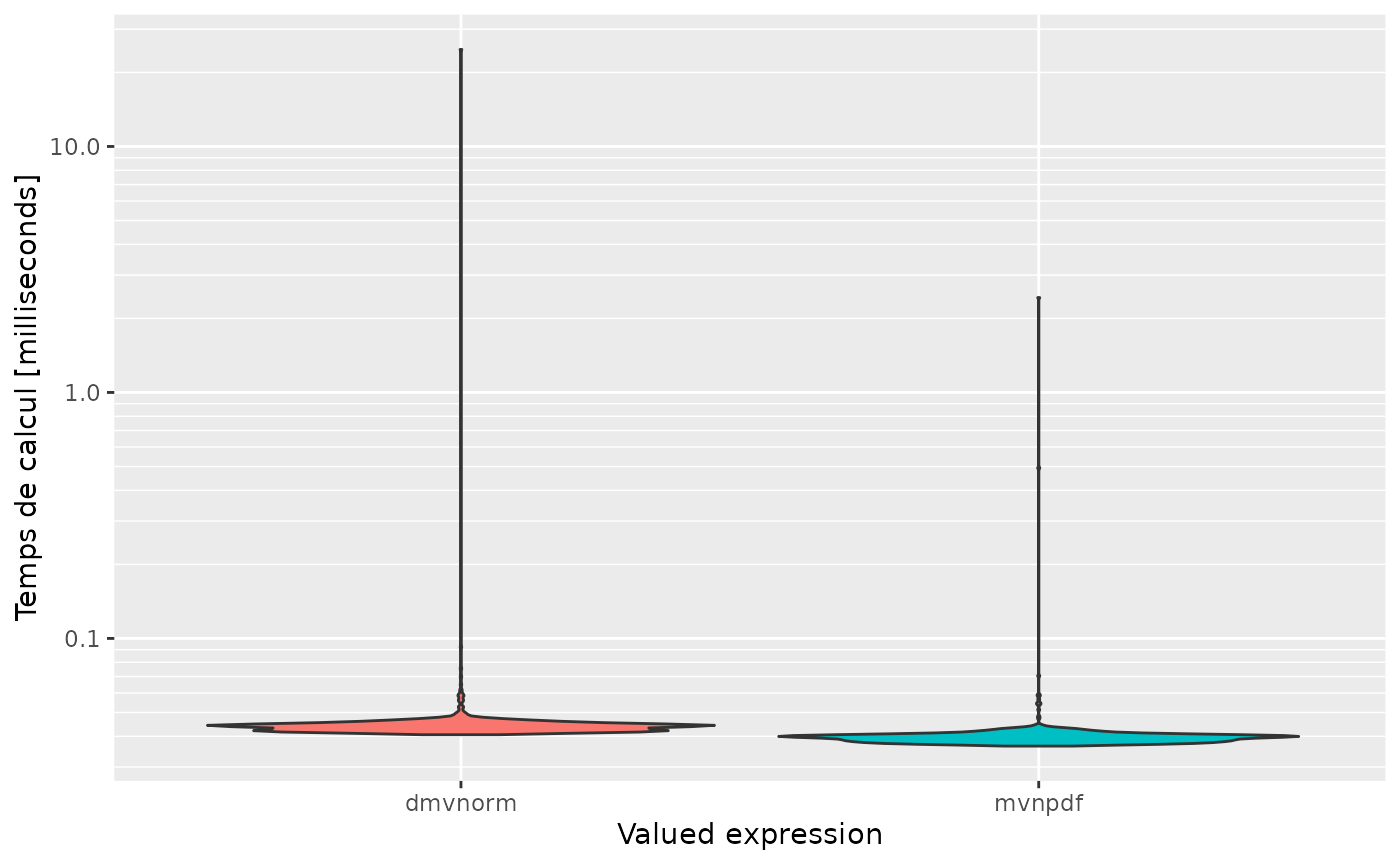 Temps de calcul [milliseconds]
10.0
1.0
0.1
dmvnorm
mvnpdf
Valued expression